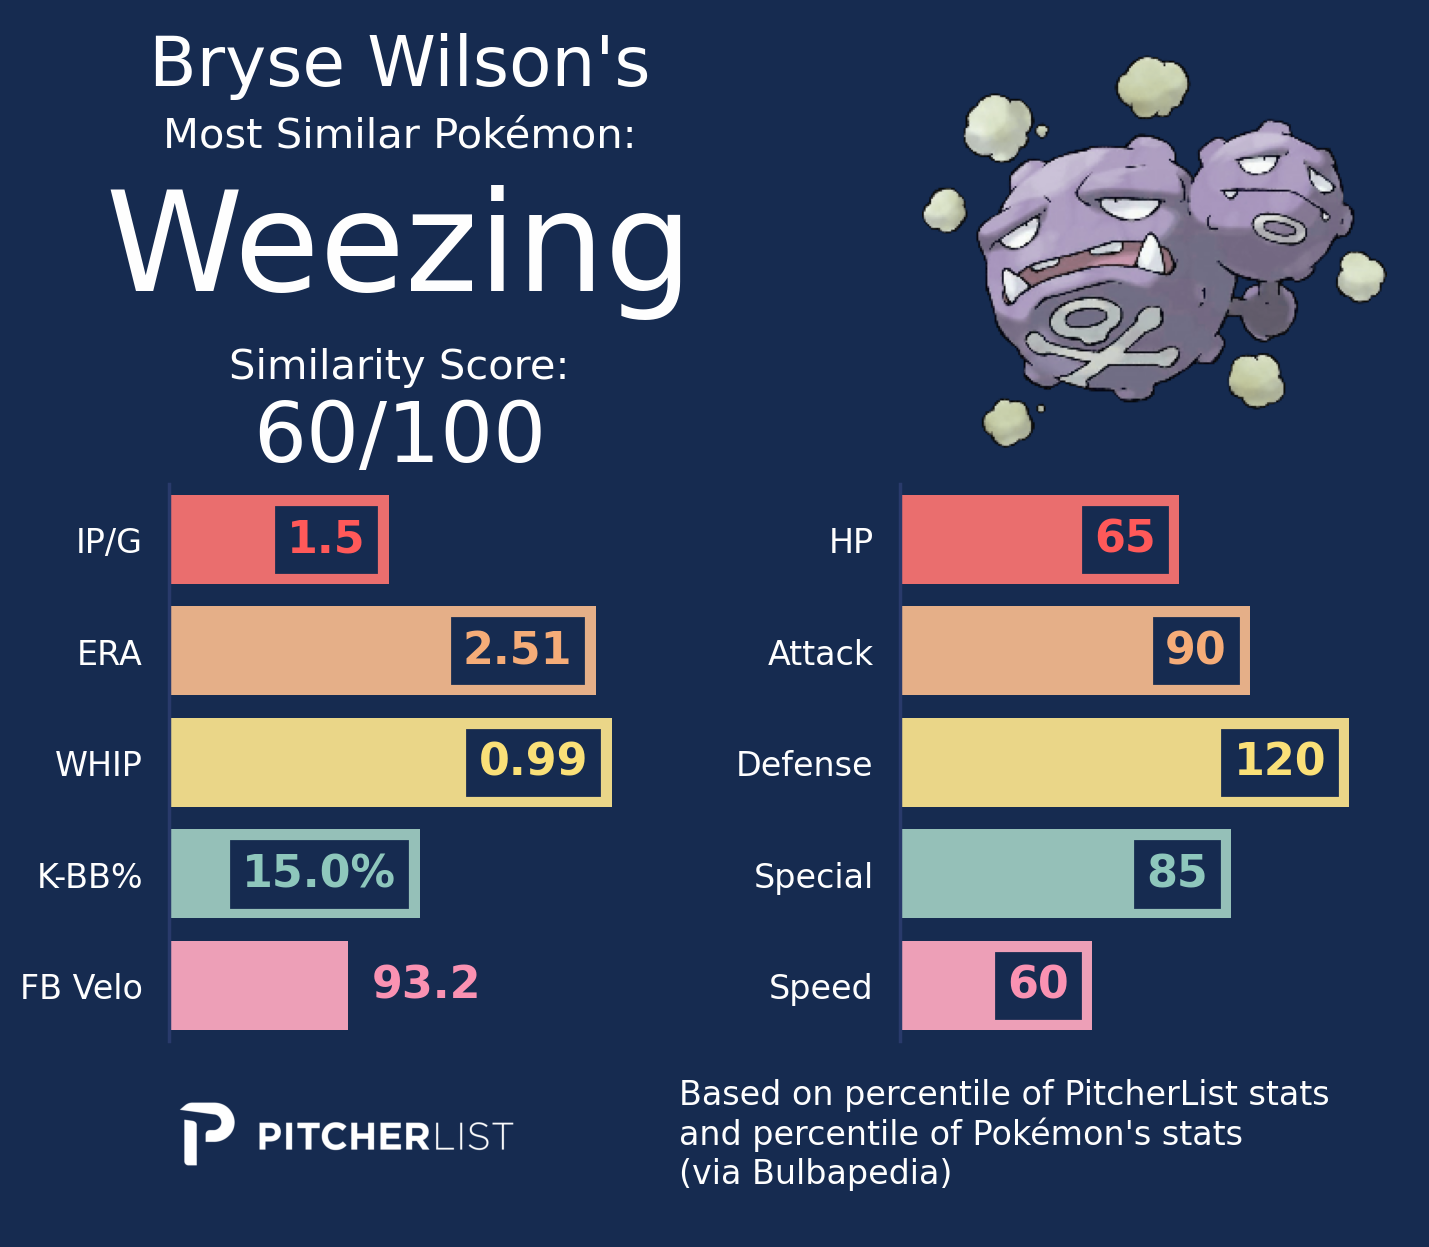 Bryse Wilson's
Most Similar Pokémon:
Weezing
Similarity Score:
60/100
IP/G 1.5
ERA 2.51
WHIP 0.99
K-BB% 15.0%
FB Velo 93.2
HP 65
Attack 90
Defense 120
Special 85
Speed 60
PITCHERLIST
Based on percentile of PitcherList stats
and percentile of Pokémon's stats
(via Bulbapedia)